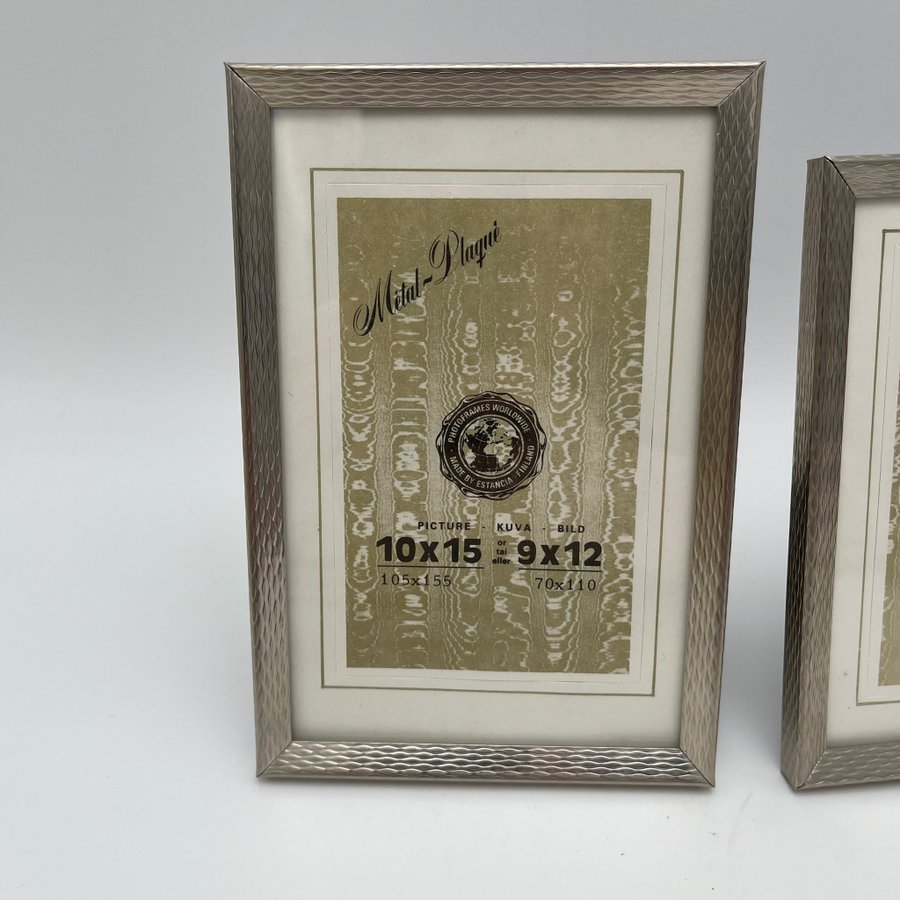 Métal-Plaqué
PHOTOFRAMES WORLDWIDE
· MADE BY ESTANCIA · FINLAND ·
PICTURE - KUVA - BILD
10x15 or tai eller 9x12
105x155 70x110